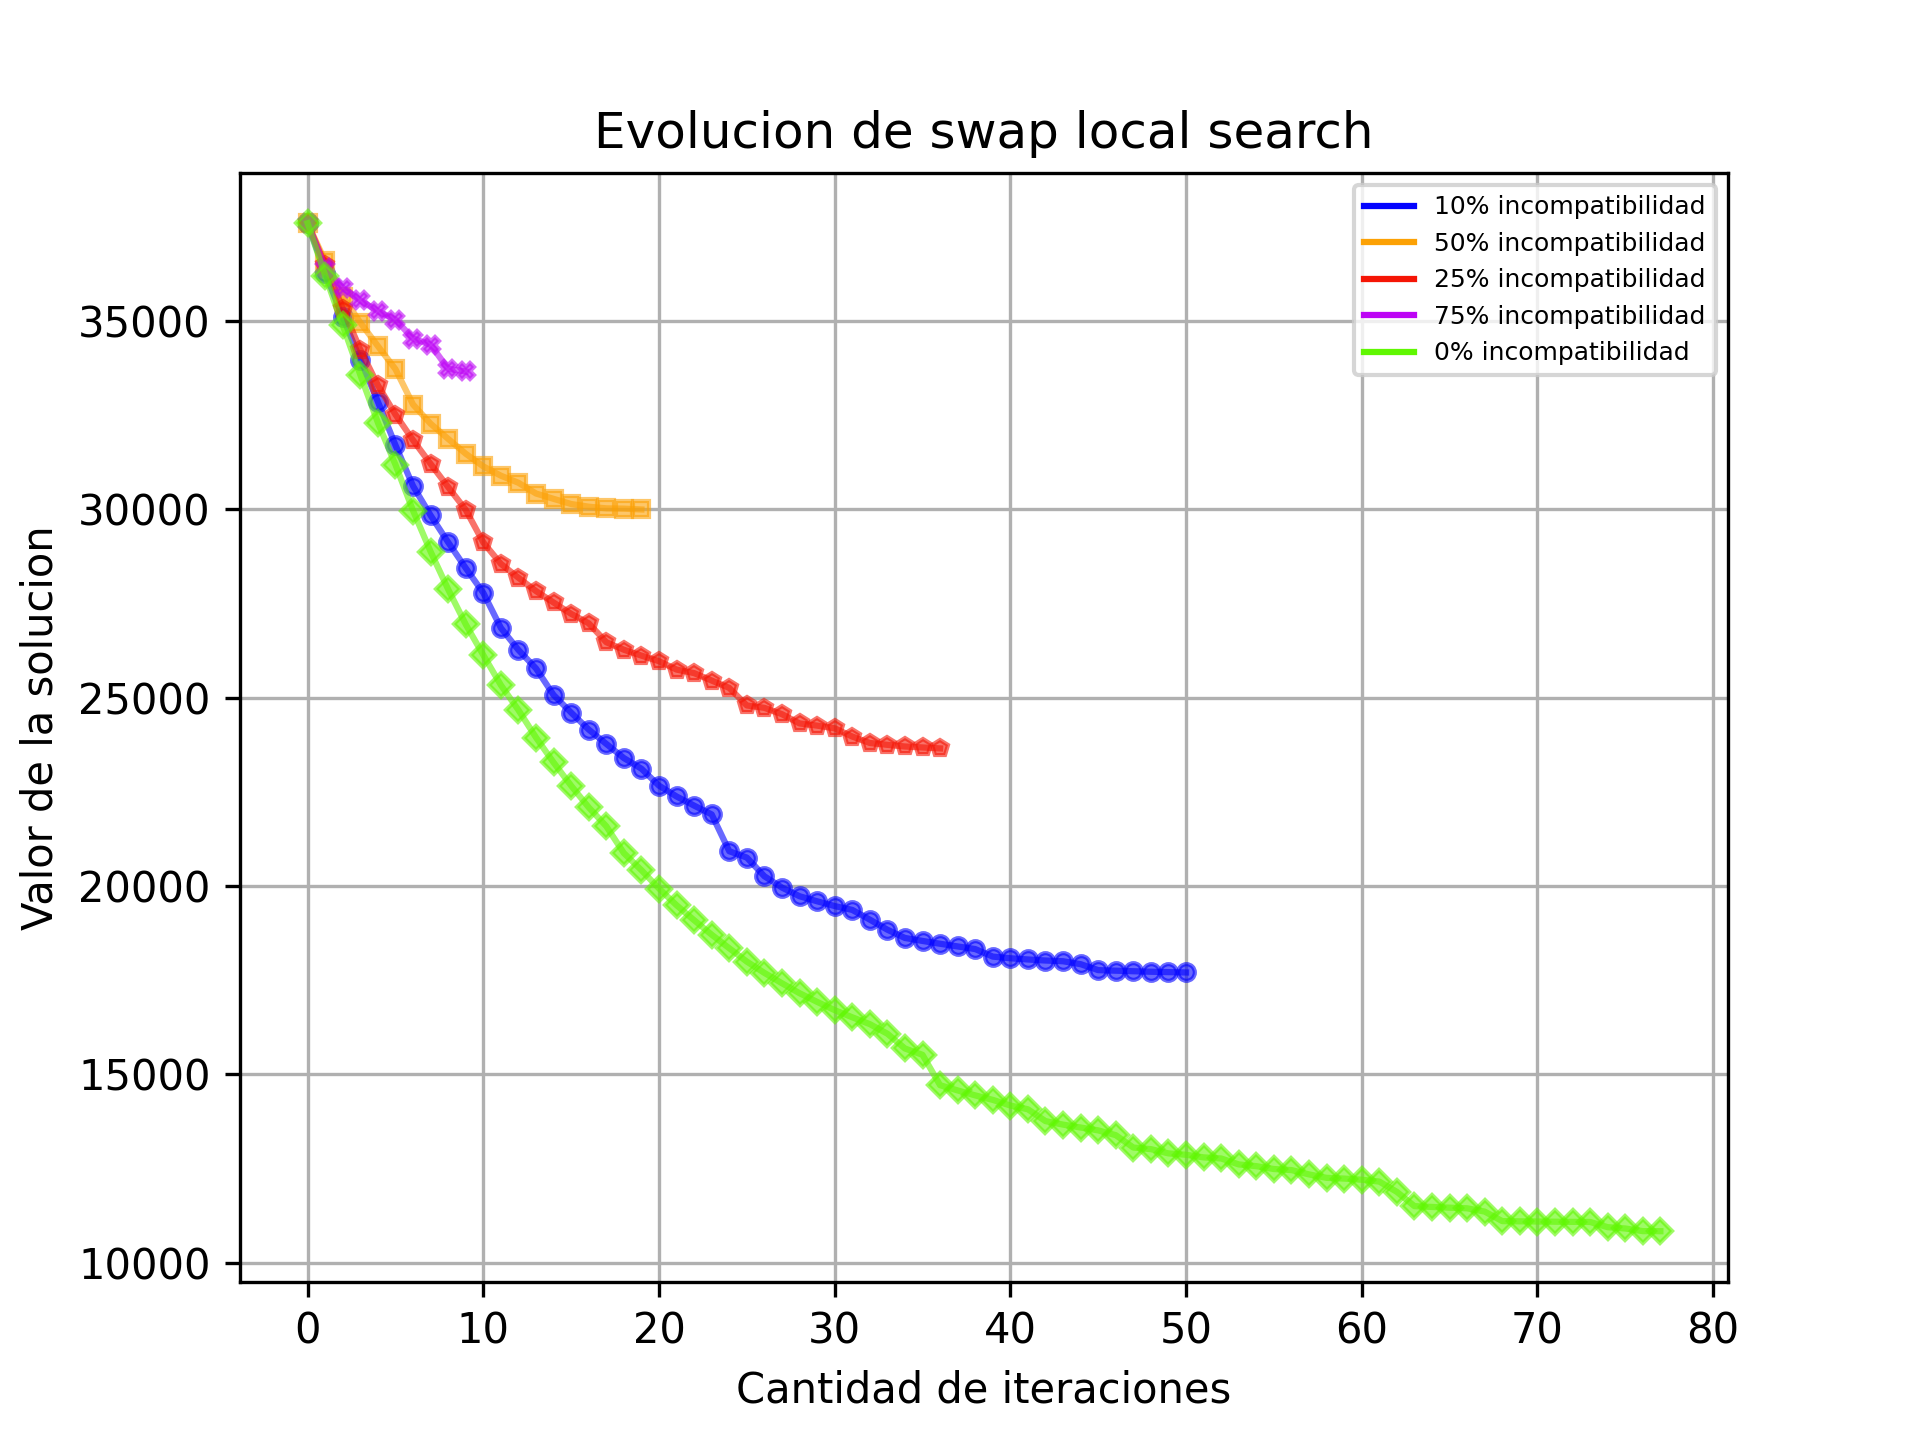 Evolucion de swap local search
10% incompatibilidad
50% incompatibilidad
25% incompatibilidad
75% incompatibilidad
0% incompatibilidad
Valor de la solucion
35000
30000
25000
20000
15000
10000
0 10 20 30 40 50 60 70 80
Cantidad de iteraciones